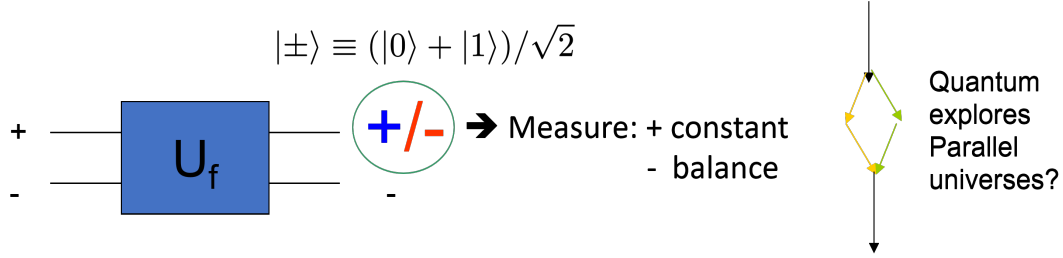 |±⟩ ≡ (|0⟩ + |1⟩)/√2
+
-
U_f
+/-
-
➔ Measure: + constant
- balance
Quantum
explores
Parallel
universes?